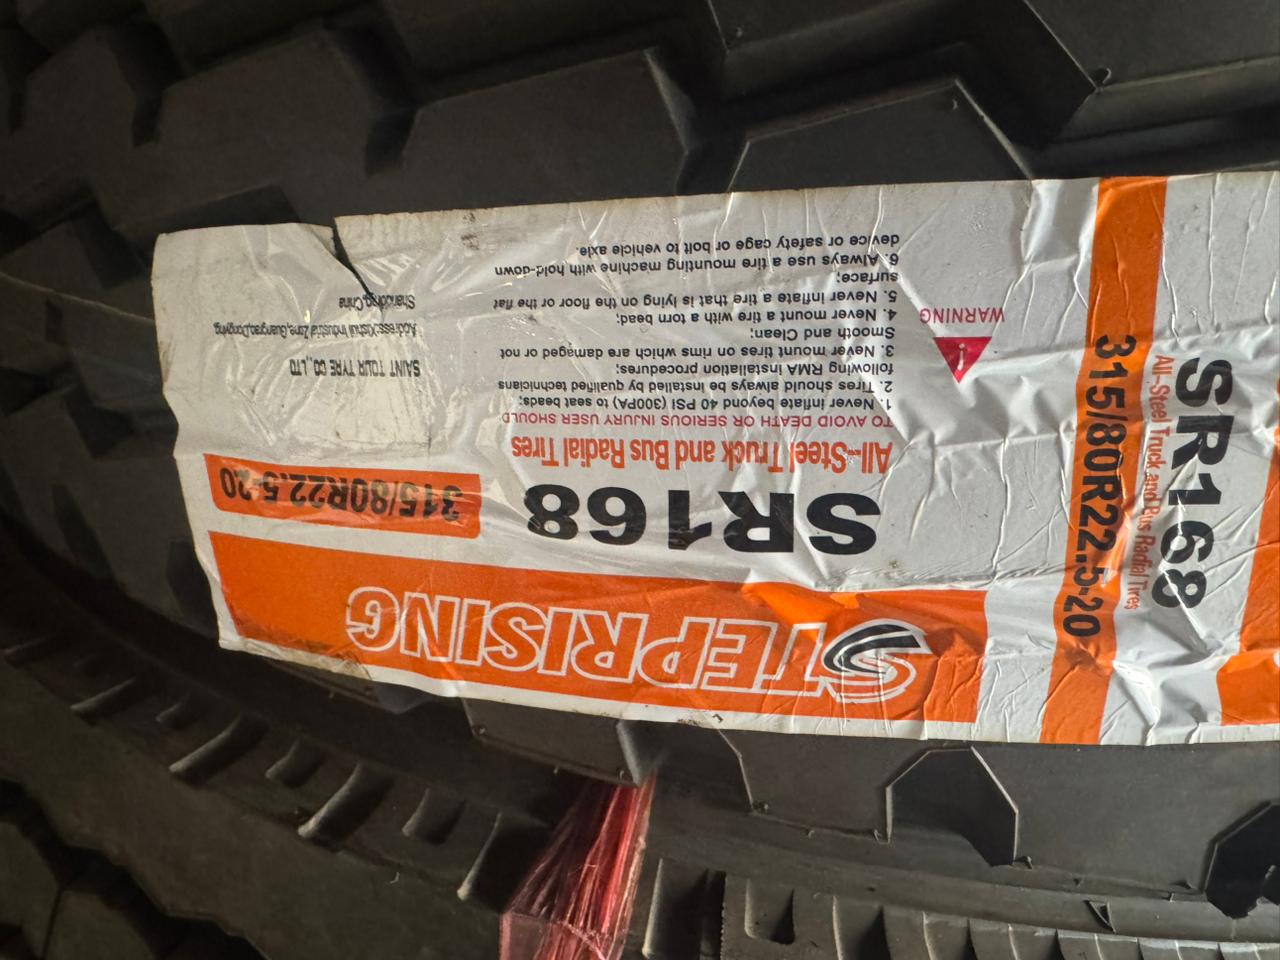 STEPRISING
SR168
315/80R22.5-20
All-Steel Truck and Bus Radial Tires
TO AVOID DEATH OR SERIOUS INJURY USER SHOULD
WARNING
1. Never inflate beyond 40 PSI (300PA) to seat beads;
2. Tires should always be installed by qualified technicians
following RMA installation procedures;
3. Never mount tires on rims which are damaged or not
Smooth and Clean;
4. Never mount a tire with a torn bead;
5. Never inflate a tire that is lying on the floor or the flat
surface;
6. Always use a tire mounting machine with hold-down
device or safety cage or bolt to vehicle axle.
SAINT TOUR TYRE CO.,LTD
Address:Xishui Industrial Zone,Guangrao,Dongying
Shandong,China
315/80R22.5-20
All-Steel Truck and Bus Radial Tires
SR168